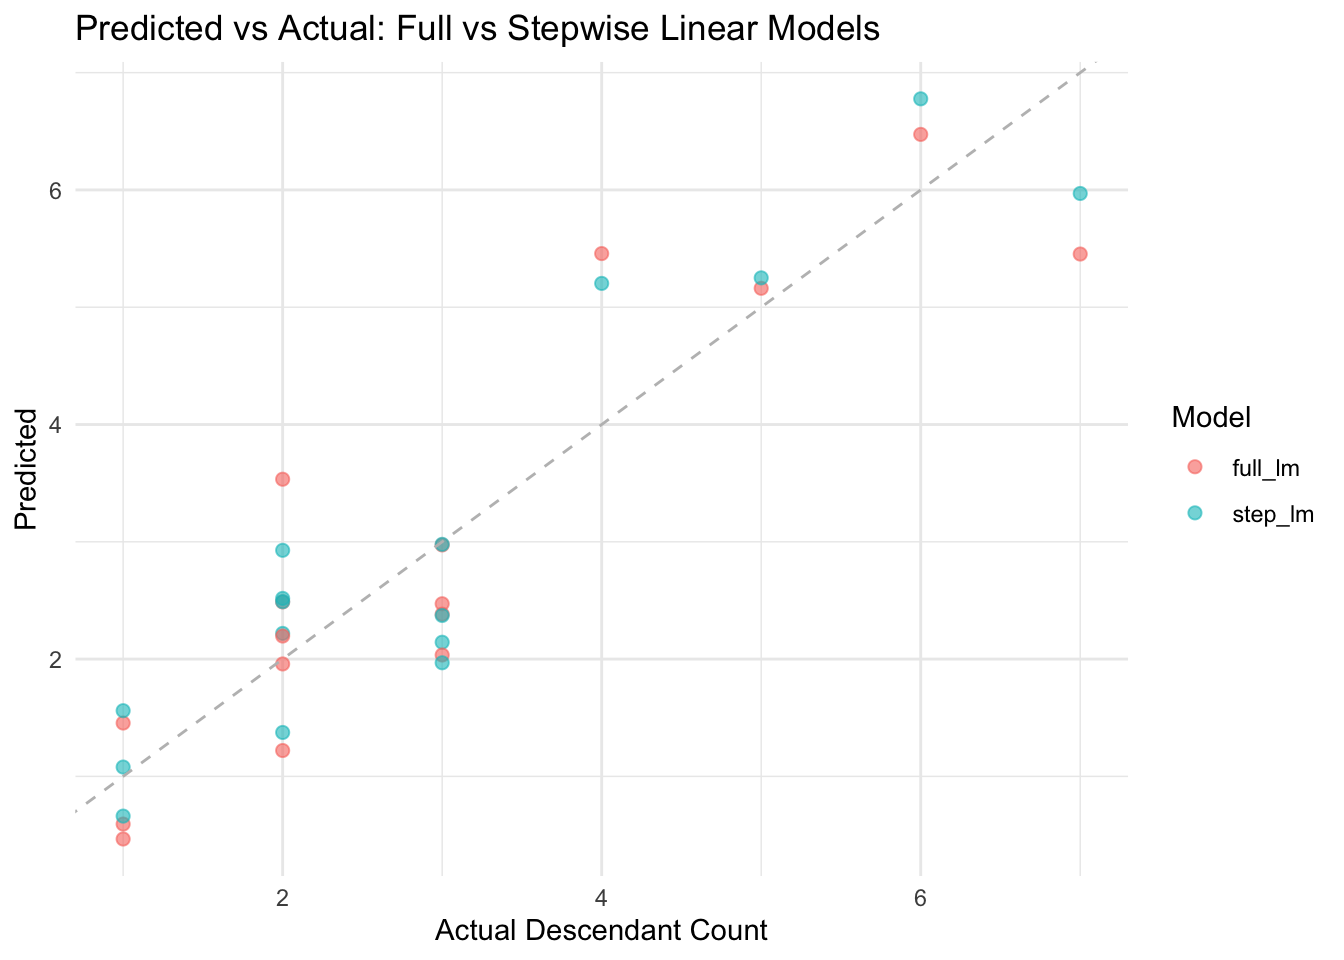 Predicted vs Actual: Full vs Stepwise Linear Models
6
4
2
Predicted
2
4
6
Actual Descendant Count
Model
full_lm
step_lm